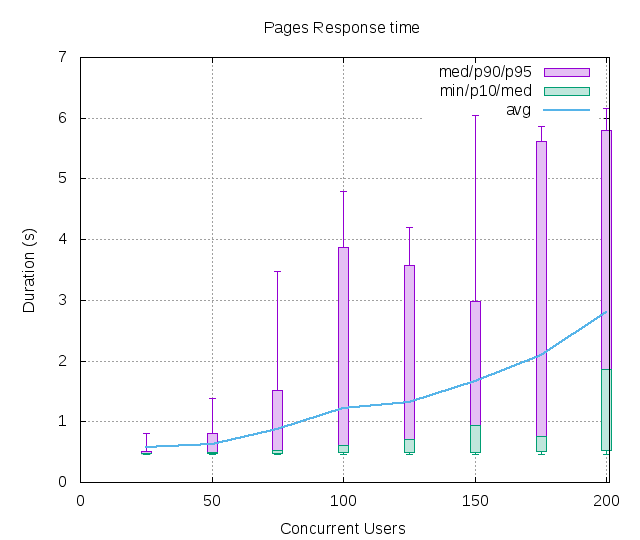 Pages Response time
med/p90/p95
min/p10/med
avg
7
6
5
4
3
2
1
0
Duration (s)
0 50 100 150 200
Concurrent Users